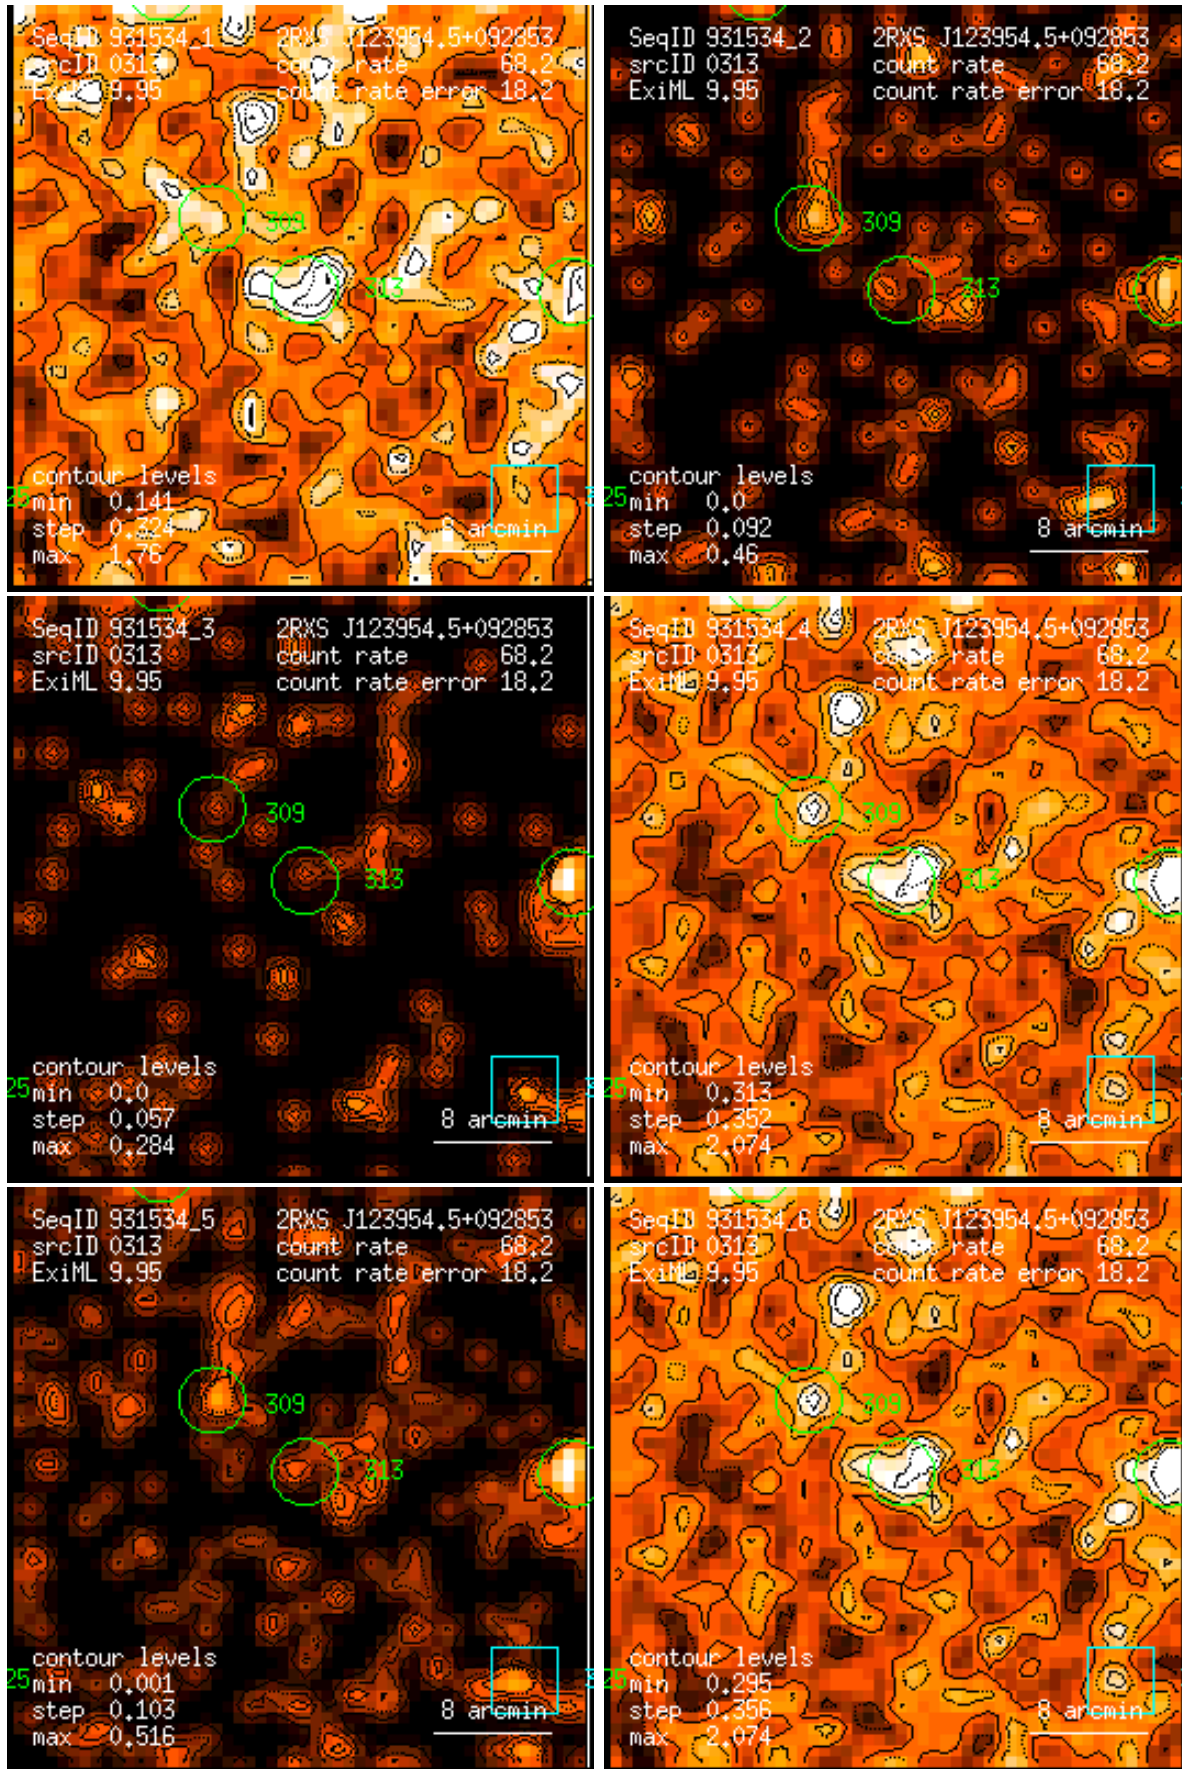 SeqID 931534_1 2RXS J123954.5+092853
srcID 0313 count rate 68.2
ExiML 9.95 count rate error 18.2
309
313
contour levels
25 min 0.141
step 0.324 8 arcmin
max 1.76
SeqID 931534_2 2RXS J123954.5+092853
srcID 0313 count rate 68.2
ExiML 9.95 count rate error 18.2
309
313
contour levels
25 min 0.0
step 0.092 8 arcmin
max 0.46
SeqID 931534_3 2RXS J123954.5+092853
srcID 0313 count rate 68.2
ExiML 9.95 count rate error 18.2
309
313
contour levels
25 min 0.0
step 0.057 8 arcmin
max 0.284
SeqID 931534_4 2RXS J123954.5+092853
srcID 0313 count rate 68.2
ExiML 9.95 count rate error 18.2
309
313
contour levels
25 min 0.313
step 0.352 8 arcmin
max 2.074
SeqID 931534_5 2RXS J123954.5+092853
srcID 0313 count rate 68.2
ExiML 9.95 count rate error 18.2
309
313
contour levels
25 min 0.001
step 0.103 8 arcmin
max 0.516
SeqID 931534_6 2RXS J123954.5+092853
srcID 0313 count rate 68.2
ExiML 9.95 count rate error 18.2
309
313
contour levels
25 min 0.295
step 0.356 8 arcmin
max 2.074